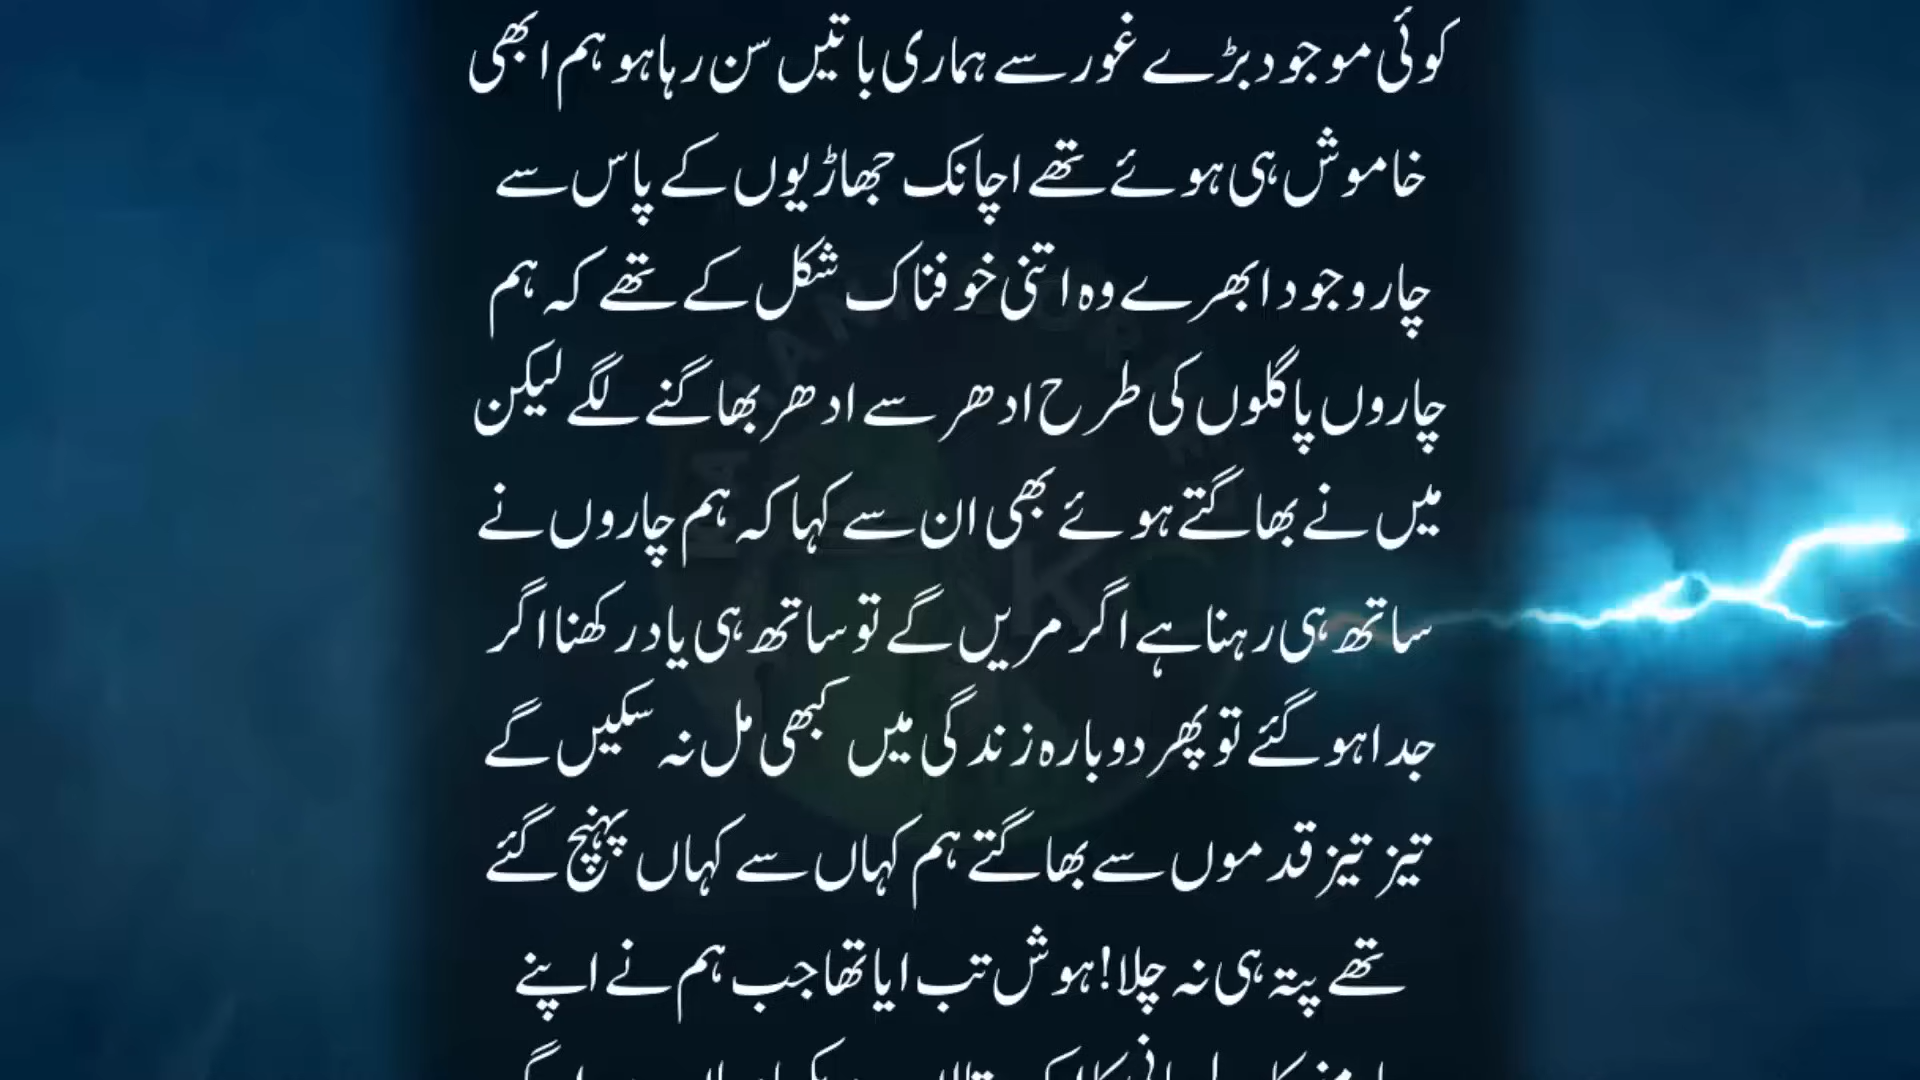 کوئی موجود بڑے غور سے ہماری باتیں سن رہا ہو ہم ابھی
خاموش ہی ہوئے تھے اچانک جھاڑیوں کے پاس سے
چار وجود ابھرے وہ اتنی خوفناک شکل کے تھے کہ ہم
چاروں پاگلوں کی طرح ادھر سے ادھر بھاگنے لگے لیکن
میں نے بھاگتے ہوئے بھی ان سے کہا کہ ہم چاروں نے
ساتھ ہی رہنا ہے اگر مریں گے تو ساتھ ہی یاد رکھنا اگر
جدا ہو گئے تو پھر دوبارہ زندگی میں کبھی مل نہ سکیں گے
تیز تیز قدموں سے بھاگتے ہم کہاں سے کہاں پہنچ گئے
تھے پتہ ہی نہ چلا! ہوش تب ایا تھا جب ہم نے اپنے